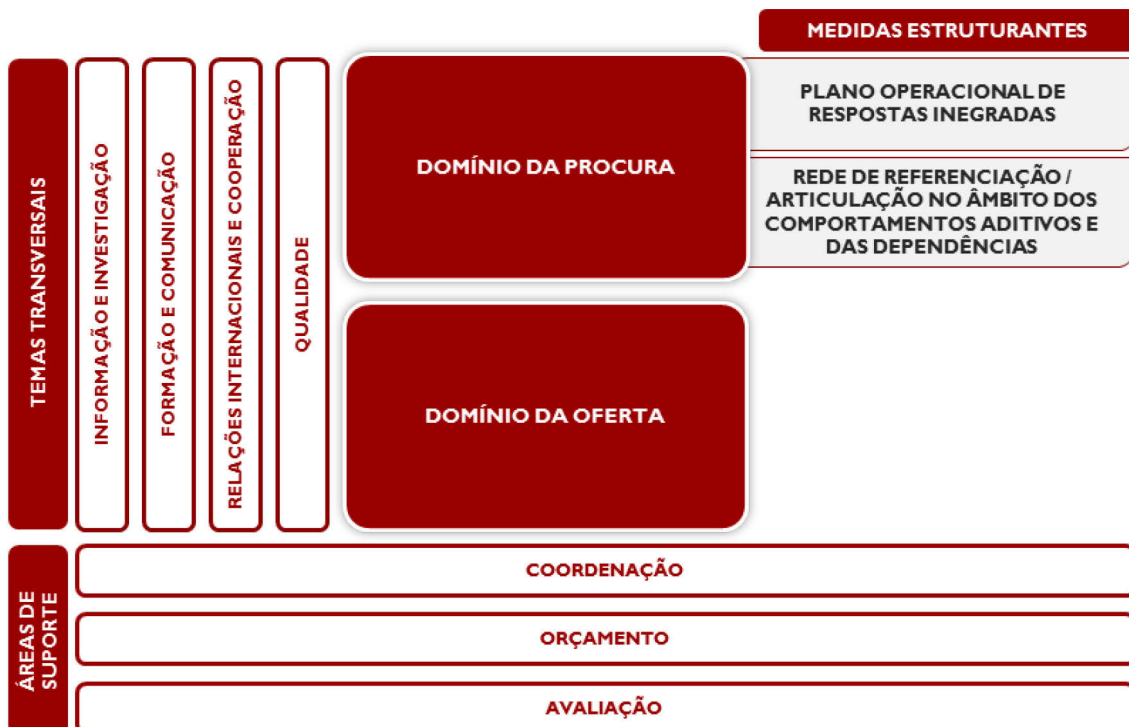 MEDIDAS ESTRUTURANTES
PLANO OPERACIONAL DE
RESPOSTAS INEGRADAS
REDE DE REFERENCIAÇÃO /
ARTICULAÇÃO NO ÂMBITO DOS
COMPORTAMENTOS ADITIVOS E
DAS DEPENDÊNCIAS
TEMAS TRANSVERSAIS
INFORMAÇÃO E INVESTIGAÇÃO
FORMAÇÃO E COMUNICAÇÃO
RELAÇÕES INTERNACIONAIS E COOPERAÇÃO
QUALIDADE
DOMÍNIO DA PROCURA
DOMÍNIO DA OFERTA
ÁREAS DE
SUPORTE
COORDENAÇÃO
ORÇAMENTO
AVALIAÇÃO